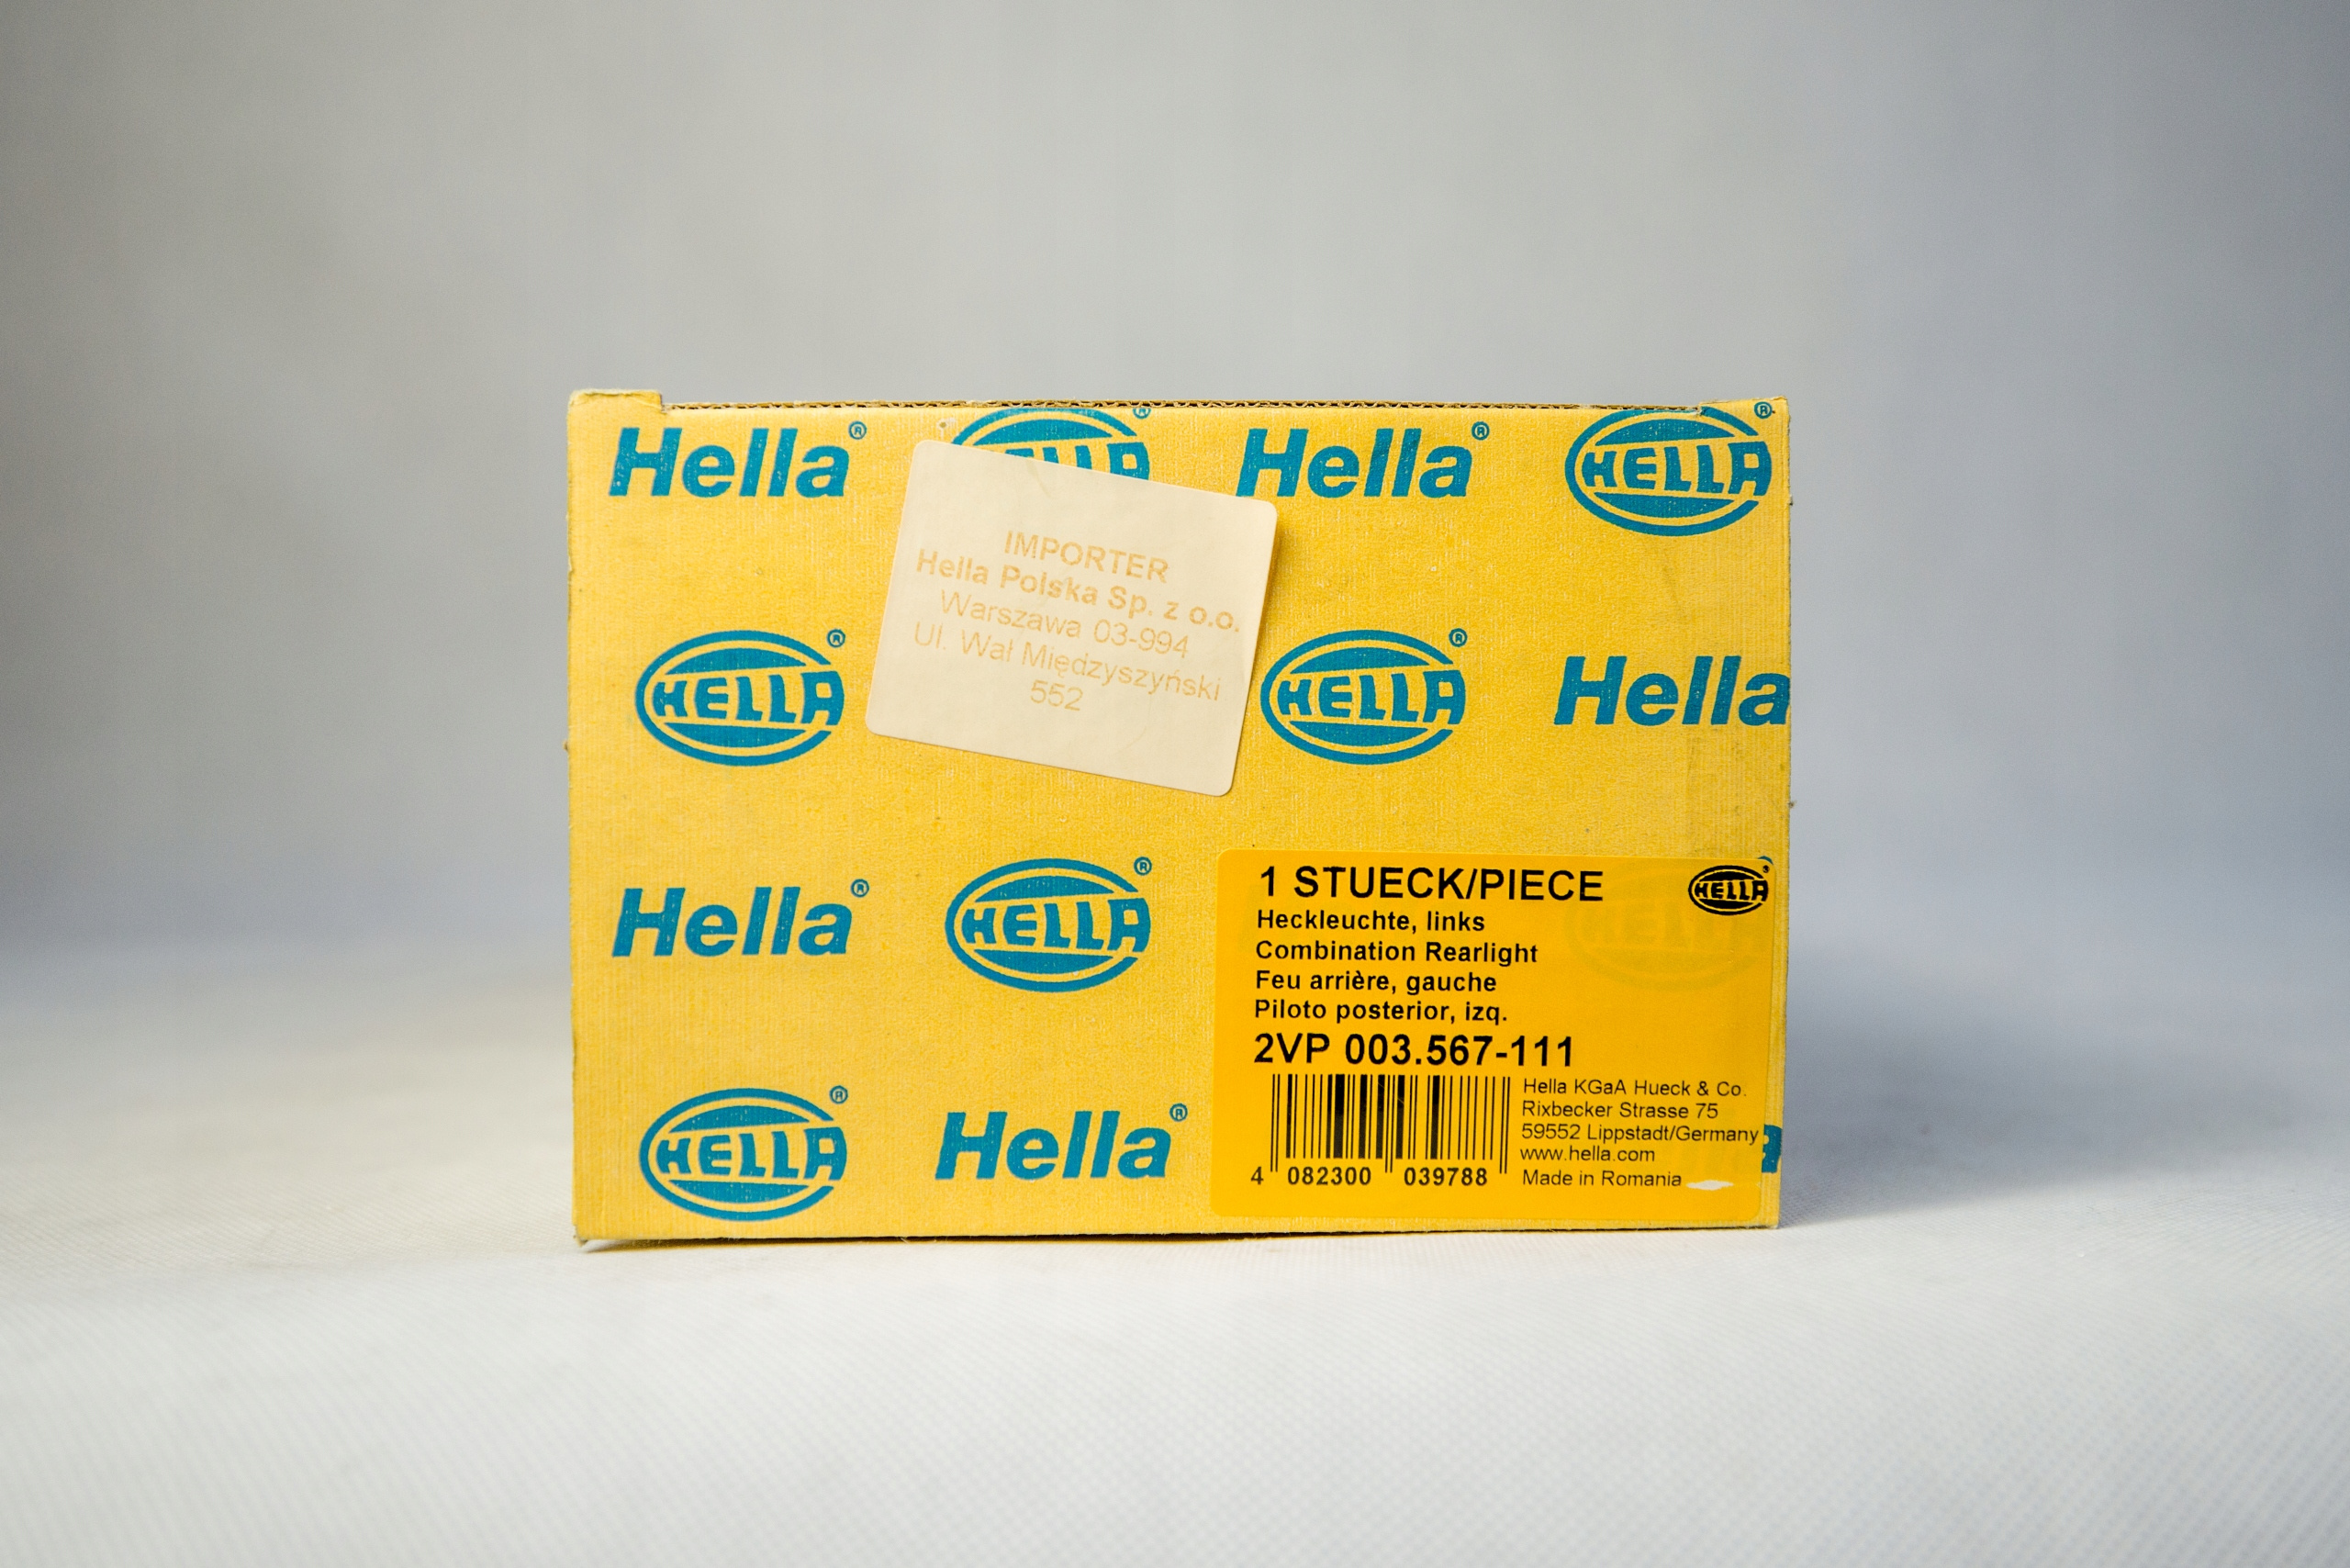 Hella®
HELLA®
Hella®
HELLA®
IMPORTER
Hella Polska Sp. z o.o.
Warszawa 03-994
Ul. Wał Międzyszyński
552
HELLA®
HELLA®
Hella
Hella®
HELLA®
HELLA®
Hella®
1 STUECK/PIECE
HELLA
Heckleuchte, links
Combination Rearlight
Feu arrière, gauche
Piloto posterior, izq.
2VP 003.567-111
Hella KGaA Hueck & Co.
Rixbecker Strasse 75
59552 Lippstadt/Germany
www.hella.com
Made in Romania
4 082300 039788